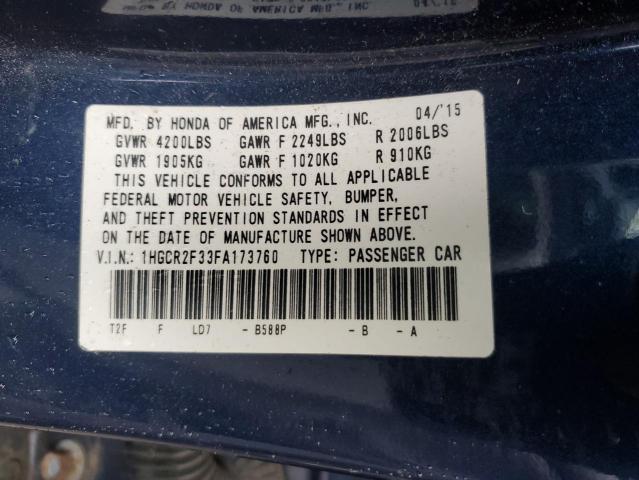 MFD. BY HONDA OF AMERICA MFG., INC. 04/'15
GVWR 4200LBS GAWR F 2249LBS R 2006LBS
GVWR 1905KG GAWR F 1020KG R 910KG
THIS VEHICLE CONFORMS TO ALL APPLICABLE
FEDERAL MOTOR VEHICLE SAFETY, BUMPER,
AND THEFT PREVENTION STANDARDS IN EFFECT
ON THE DATE OF MANUFACTURE SHOWN ABOVE.
V.I.N.: 1HGCR2F33FA173760 TYPE: PASSENGER CAR
T2F F LD7 - B588P - B - A